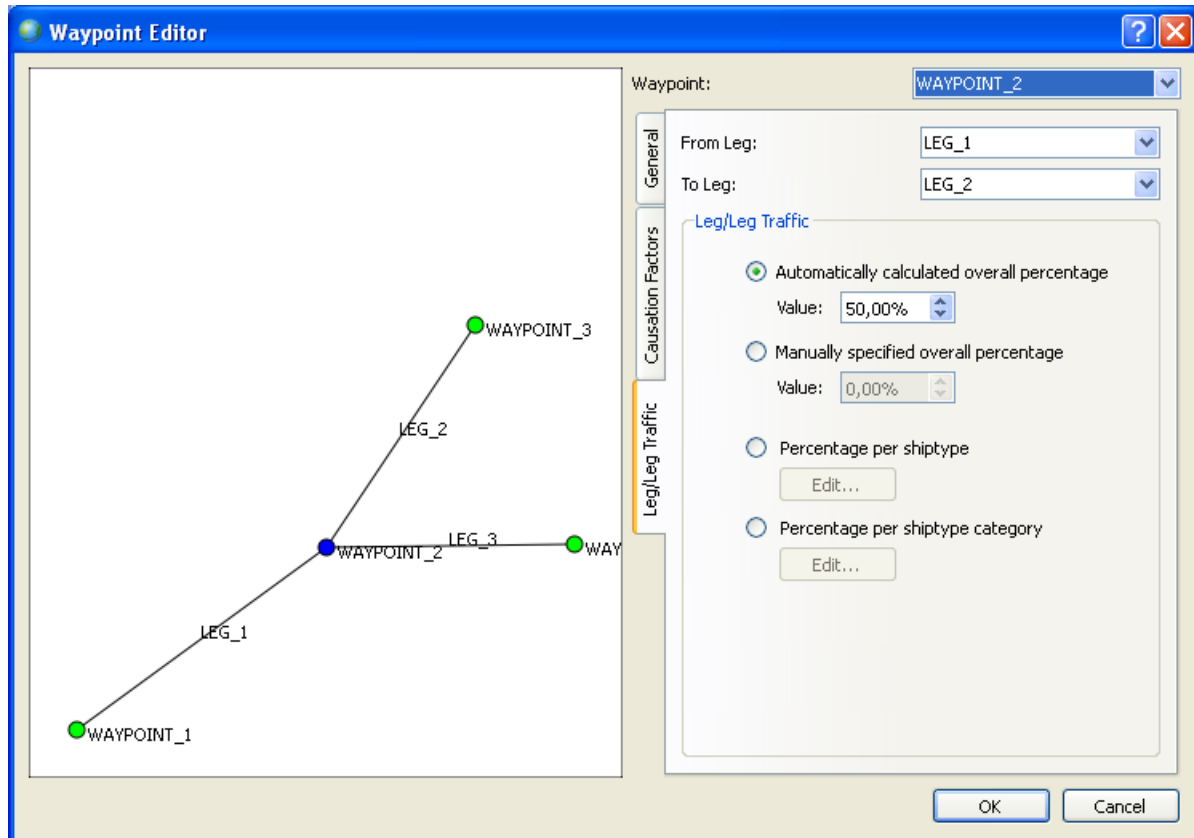 Waypoint Editor
Waypoint:
WAYPOINT_2
General
Causation Factors
Leg/Leg Traffic
From Leg:
LEG_1
To Leg:
LEG_2
Leg/Leg Traffic
Automatically calculated overall percentage
Value:
50,00%
Manually specified overall percentage
Value:
0,00%
Percentage per shiptype
Edit...
Percentage per shiptype category
Edit...
WAYPOINT_3
LEG_2
LEG_3
WAYPOINT_2
WAY
LEG_1
WAYPOINT_1
OK
Cancel